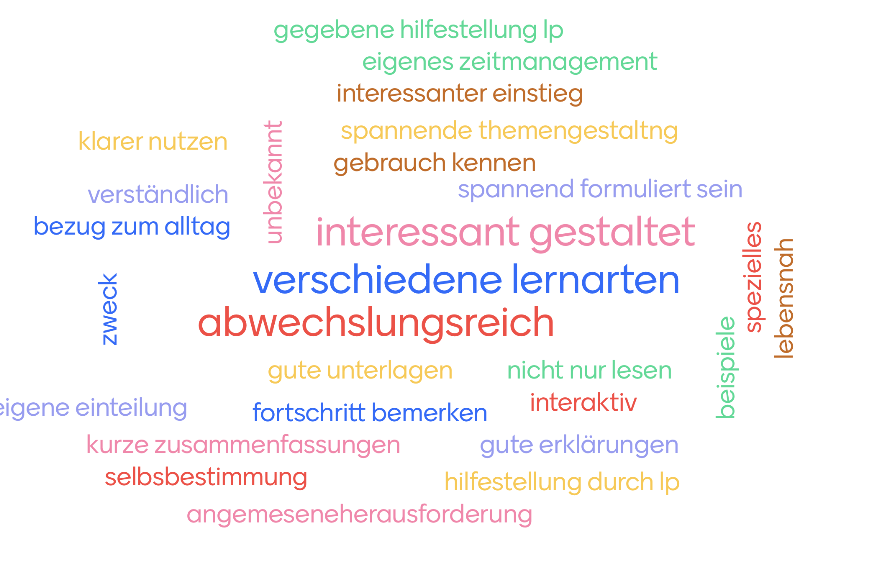 gegebene hilfestellung lp
eigenes zeitmanagement
interessanter einstieg
spannende themengestaltng
klarer nutzen
unbekannt
gebrauch kennen
verständlich
spannend formuliert sein
bezug zum alltag
interessant gestaltet
spezielles
lebensnah
verschiedene lernarten
zweck
abwechslungsreich
beispiele
gute unterlagen
nicht nur lesen
eigene einteilung
fortschritt bemerken
interaktiv
kurze zusammenfassungen
gute erklärungen
selbsbestimmung
hilfestellung durch lp
angemeseneherausforderung